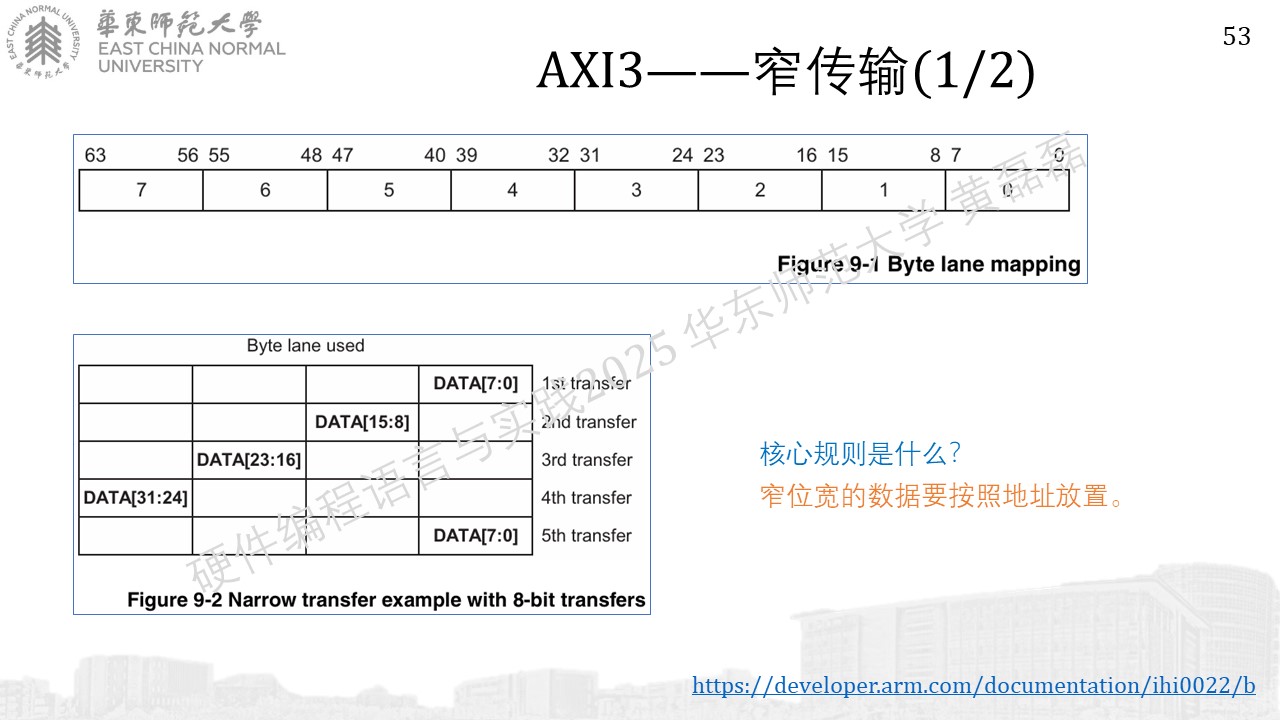 EAST CHINA NORMAL UNIVERSITY
華東師范大學
華東師范大學
EAST CHINA NORMAL
UNIVERSITY
53
AXI3——窄传输(1/2)
63 56 55 48 47 40 39 32 31 24 23 16 15 8 7 0
7 6 5 4 3 2 1 0
Figure 9-1 Byte lane mapping
Byte lane used
DATA[7:0] 1st transfer
DATA[15:8] 2nd transfer
DATA[23:16] 3rd transfer
DATA[31:24] 4th transfer
DATA[7:0] 5th transfer
Figure 9-2 Narrow transfer example with 8-bit transfers
核心规则是什么?
窄位宽的数据要按照地址放置。
硬件编程语言与实践2025 华东师范大学 黄磊磊
https://developer.arm.com/documentation/ihi0022/b